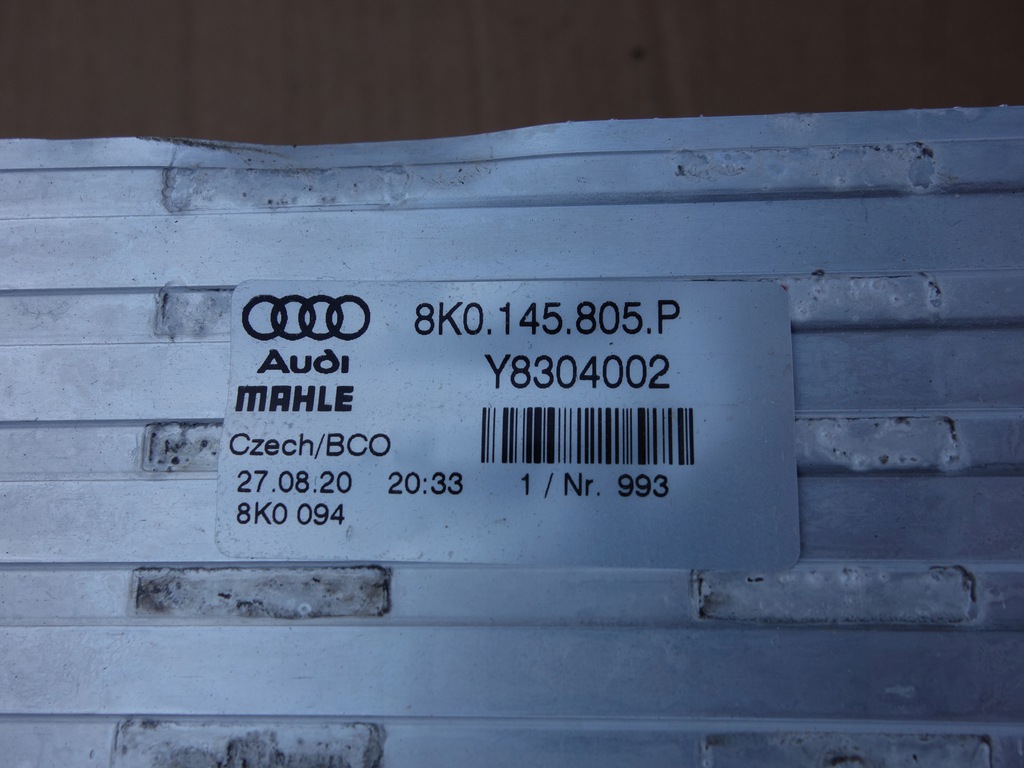 8K0.145.805.P
Audi
Y8304002
MAHLE
Czech/BCO
27.08.20 20:33 1 / Nr. 993
8K0 094